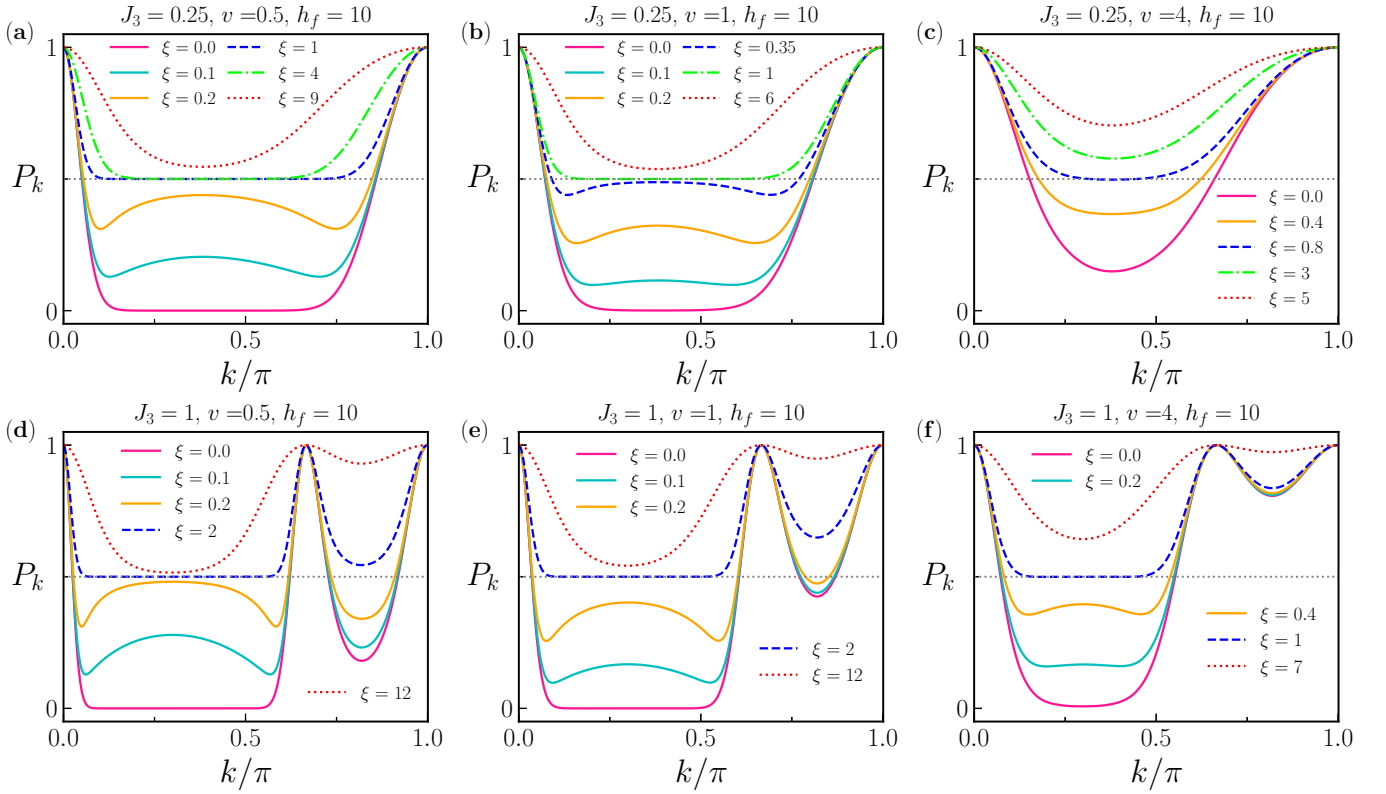 (a)
J₃ = 0.25, v =0.5, h_f = 10
ξ = 0.0
ξ = 0.1
ξ = 0.2
ξ = 1
ξ = 4
ξ = 9
1
P_k
0
0.0
0.5
1.0
k/π
(b)
J₃ = 0.25, v =1, h_f = 10
ξ = 0.0
ξ = 0.1
ξ = 0.2
ξ = 0.35
ξ = 1
ξ = 6
1
P_k
0
0.0
0.5
1.0
k/π
(c)
J₃ = 0.25, v =4, h_f = 10
1
P_k
0
ξ = 0.0
ξ = 0.4
ξ = 0.8
ξ = 3
ξ = 5
0.0
0.5
1.0
k/π
(d)
J₃ = 1, v =0.5, h_f = 10
ξ = 0.0
ξ = 0.1
ξ = 0.2
ξ = 2
ξ = 12
1
P_k
0
0.0
0.5
1.0
k/π
(e)
J₃ = 1, v =1, h_f = 10
ξ = 0.0
ξ = 0.1
ξ = 0.2
ξ = 2
ξ = 12
1
P_k
0
0.0
0.5
1.0
k/π
(f)
J₃ = 1, v =4, h_f = 10
ξ = 0.0
ξ = 0.2
ξ = 0.4
ξ = 1
ξ = 7
1
P_k
0
0.0
0.5
1.0
k/π